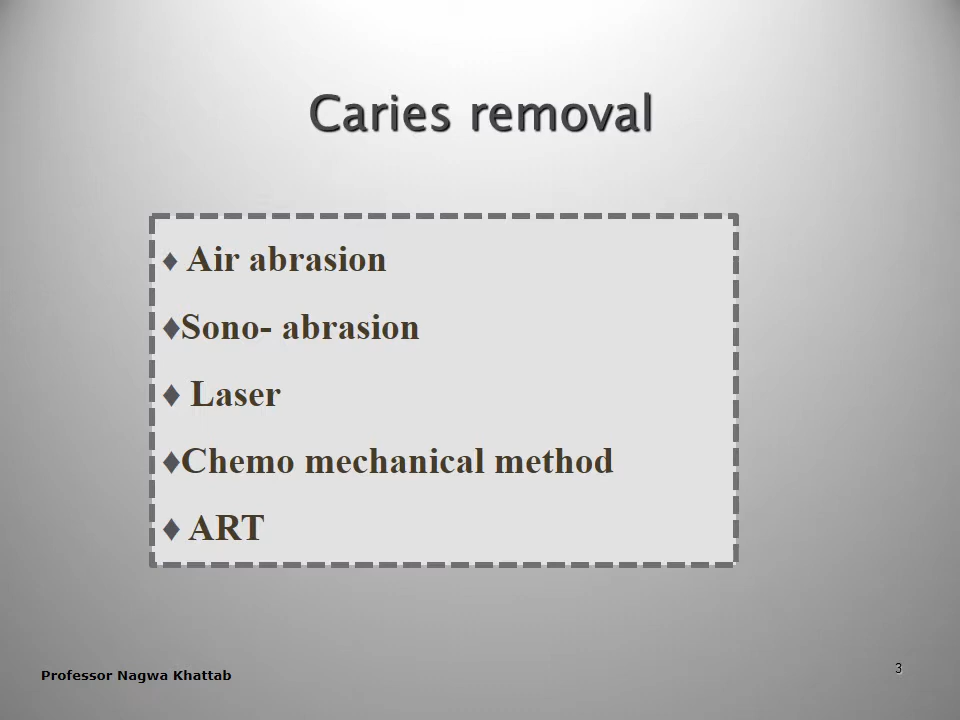 Caries removal
♦ Air abrasion
♦Sono- abrasion
♦ Laser
♦Chemo mechanical method
♦ ART
Professor Nagwa Khattab
3